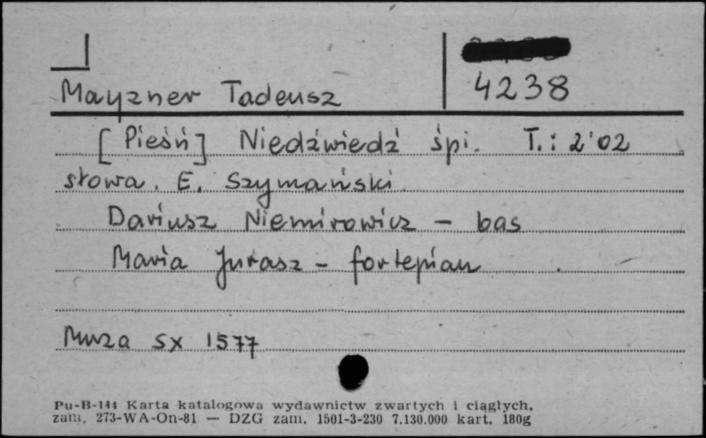 4238
Mayzner Tadeusz
[Pieśń] Niedźwiedź śpi. T.: 2'02
słowa. E. Szymański.
Dariusz Niemirowicz - bas
Maria Jurasz - fortepian
Muza SX 1577
Pu-B-144 Karta katalogowa wydawnictw zwartych i ciągłych,
zam. 273-WA-On-81 — DZG zam. 1501-3-230 7.130.000 kart. 180g